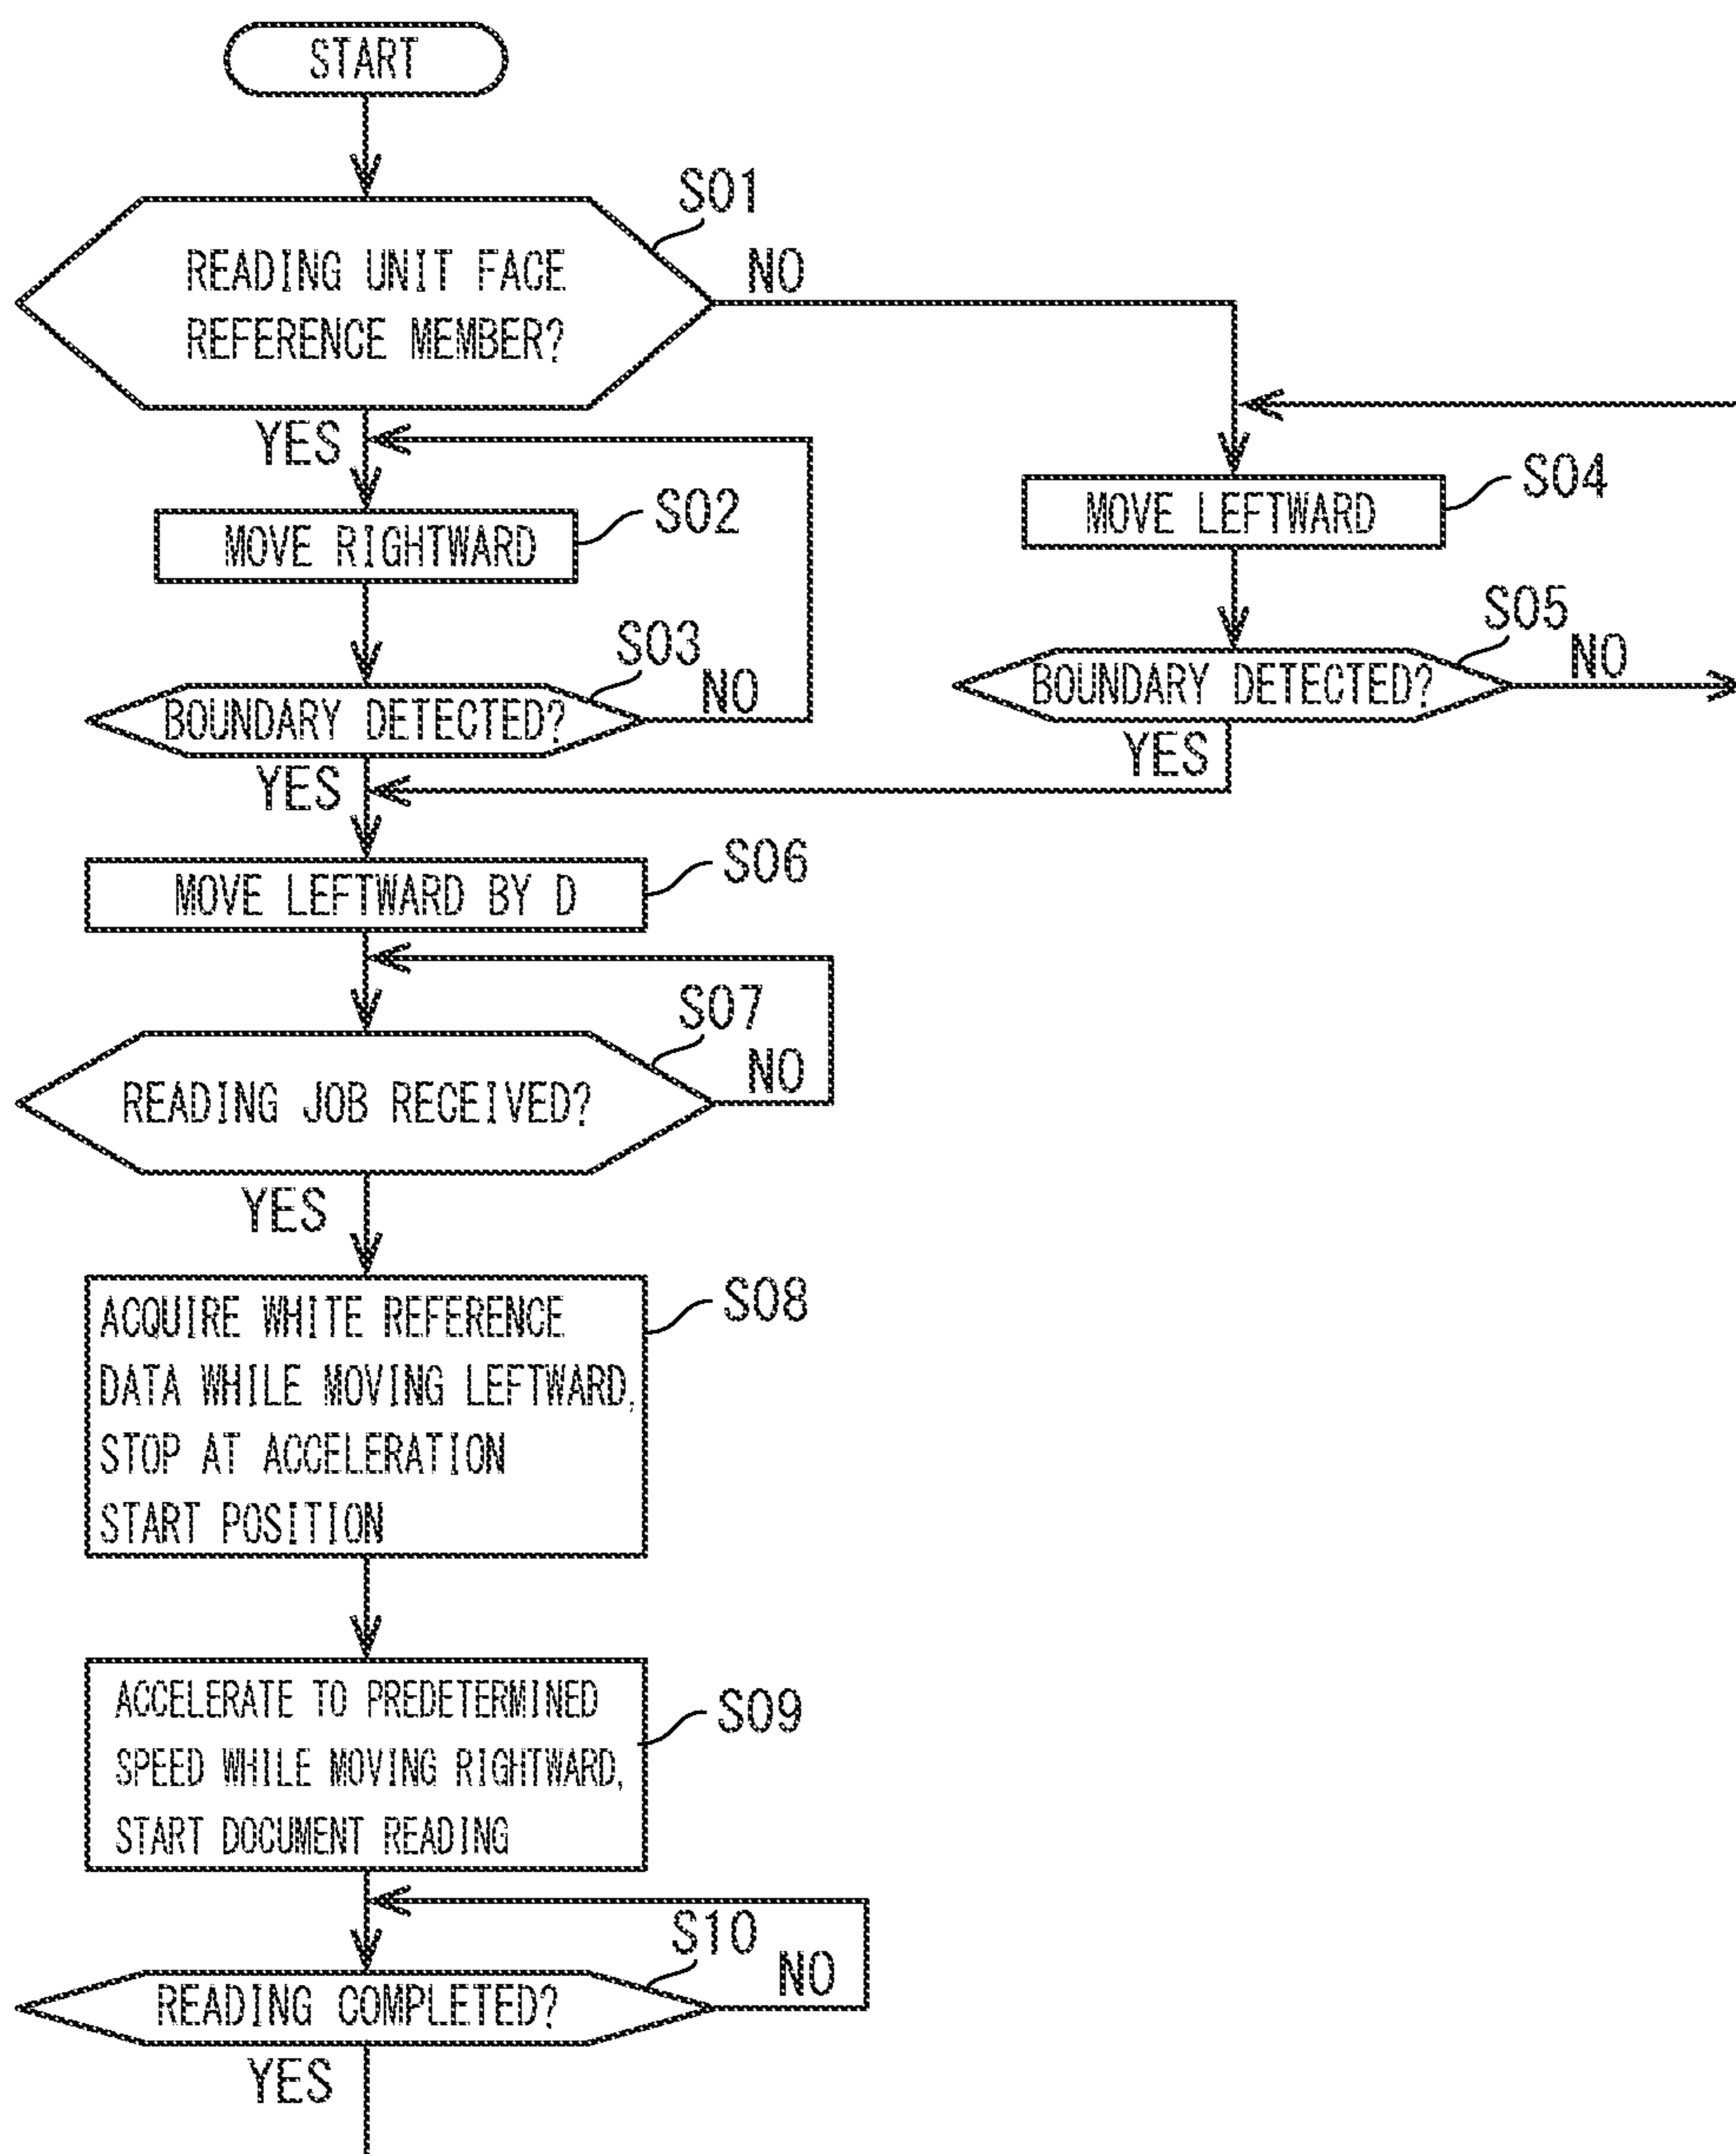 START
S01
READING UNIT FACE
REFERENCE MEMBER?
NO
YES
S02
MOVE RIGHTWARD
S03
BOUNDARY DETECTED?
NO
YES
S04
MOVE LEFTWARD
S05
BOUNDARY DETECTED?
NO
YES
S06
MOVE LEFTWARD BY D
S07
READING JOB RECEIVED?
NO
YES
S08
ACQUIRE WHITE REFERENCE
DATA WHILE MOVING LEFTWARD,
STOP AT ACCELERATION
START POSITION
S09
ACCELERATE TO PREDETERMINED
SPEED WHILE MOVING RIGHTWARD,
START DOCUMENT READING
S10
READING COMPLETED?
NO
YES